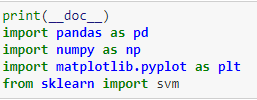 print(__doc__)
import pandas as pd
import numpy as np
import matplotlib.pyplot as plt
from sklearn import svm